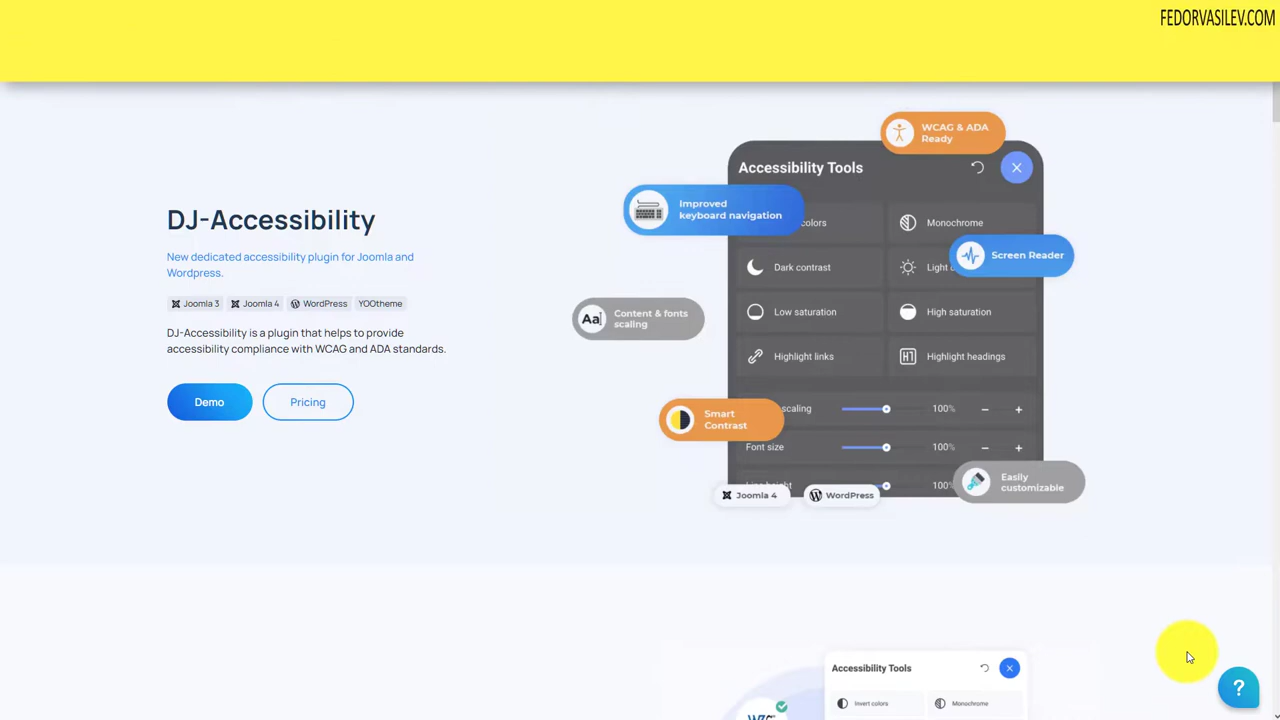 FEDORVASILEV.COM
DJ-Accessibility
New dedicated accessibility plugin for Joomla and
Wordpress.
Joomla 3
Joomla 4
WordPress
YOOtheme
DJ-Accessibility is a plugin that helps to provide
accessibility compliance with WCAG and ADA standards.
Demo
Pricing
WCAG & ADA
Ready
Accessibility Tools
Improved
keyboard navigation
colors
Monochrome
Screen Reader
Dark contrast
Light
Content & fonts
scaling
Aa
Low saturation
High saturation
Highlight links
H1
Highlight headings
Smart
Contrast
scaling
100%
Font size
100%
100%
Easily
customizable
Joomla 4
WordPress
Accessibility Tools
Invert colors
Monochrome
?